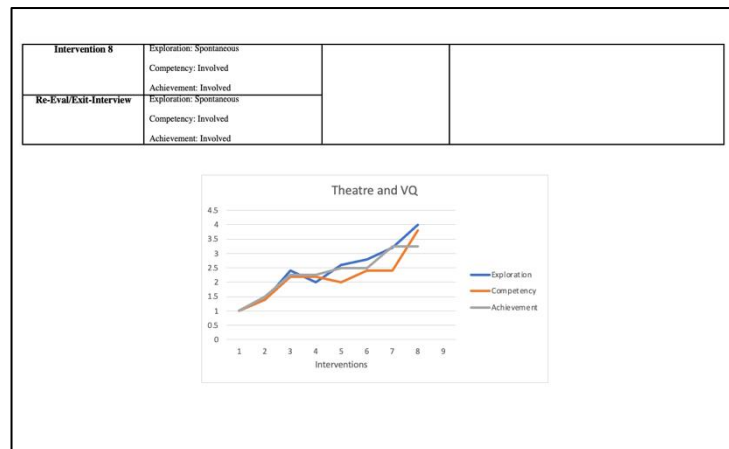 Intervention 8
Exploration: Spontaneous
Competency: Involved
Achievement: Involved
Re-Eval/Exit-Interview
Exploration: Spontaneous
Competency: Involved
Achievement: Involved
Theatre and VQ
4.5
4
3.5
3
2.5
2
1.5
1
0.5
0
1 2 3 4 5 6 7 8 9
Interventions
Exploration
Competency
Achievement